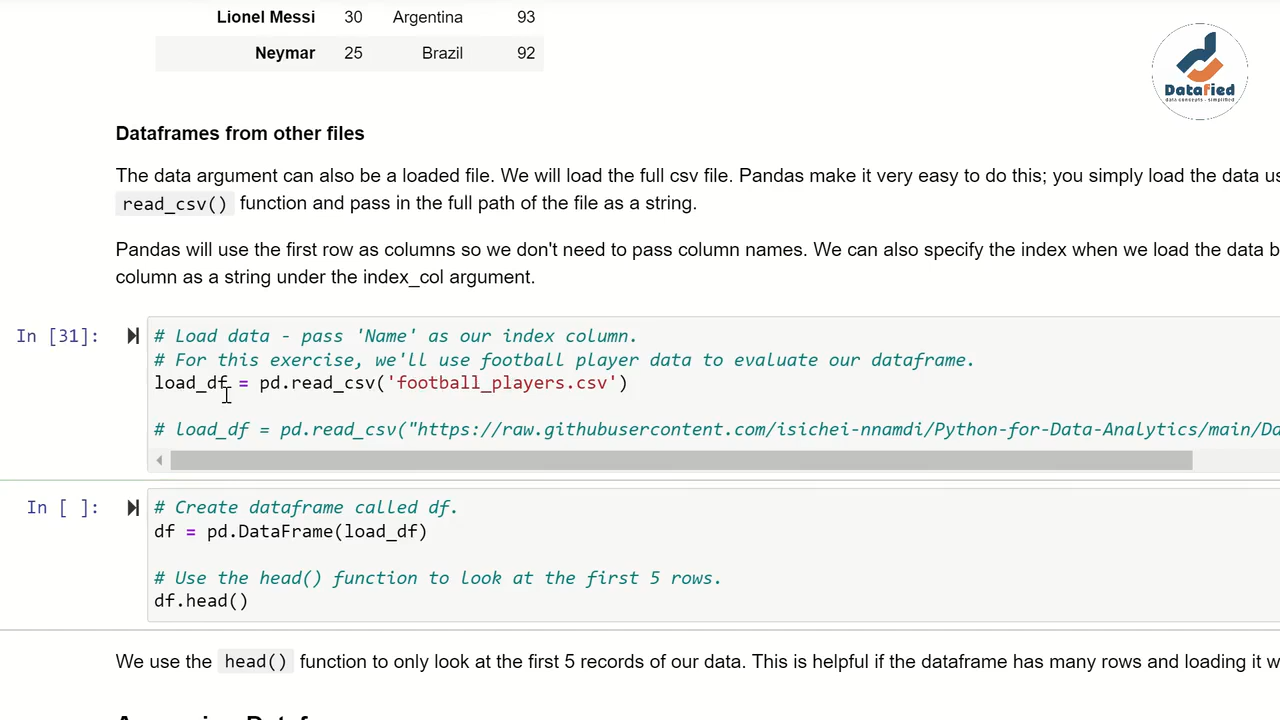 Lionel Messi 30 Argentina 93
Neymar 25 Brazil 92
Datafied
data concepts - simplified
Dataframes from other files
The data argument can also be a loaded file. We will load the full csv file. Pandas make it very easy to do this; you simply load the data us
read_csv() function and pass in the full path of the file as a string.
Pandas will use the first row as columns so we don't need to pass column names. We can also specify the index when we load the data b
column as a string under the index_col argument.
In [31]:
# Load data - pass 'Name' as our index column.
# For this exercise, we'll use football player data to evaluate our dataframe.
load_df = pd.read_csv('football_players.csv')
# load_df = pd.read_csv("https://raw.githubusercontent.com/isichei-nnamdi/Python-for-Data-Analytics/main/Da
In [ ]:
# Create dataframe called df.
df = pd.DataFrame(load_df)
# Use the head() function to look at the first 5 rows.
df.head()
We use the head() function to only look at the first 5 records of our data. This is helpful if the dataframe has many rows and loading it w